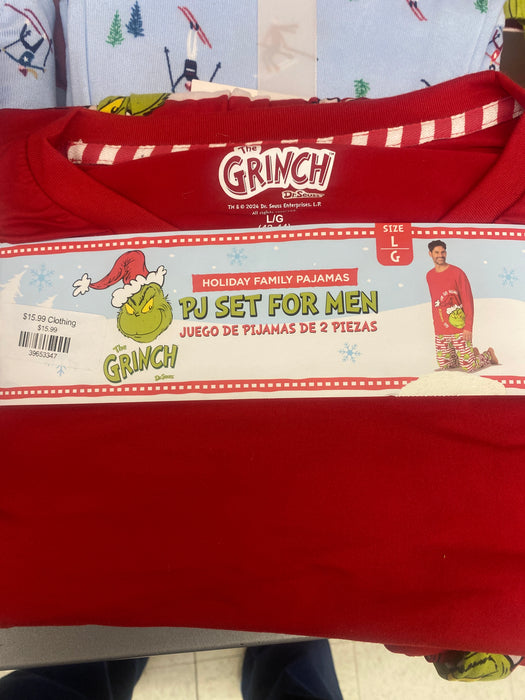 The
GRINCH
Dr. Seuss
TM & © 2024 Dr. Seuss Enterprises, L.P.
All rights
L/G
SIZE
L
G
HOLIDAY FAMILY PAJAMAS
PJ SET FOR MEN
JUEGO DE PIJAMAS DE 2 PIEZAS
$15.99 Clothing
$15.99
39653347
The
GRINCH
Dr. Seuss